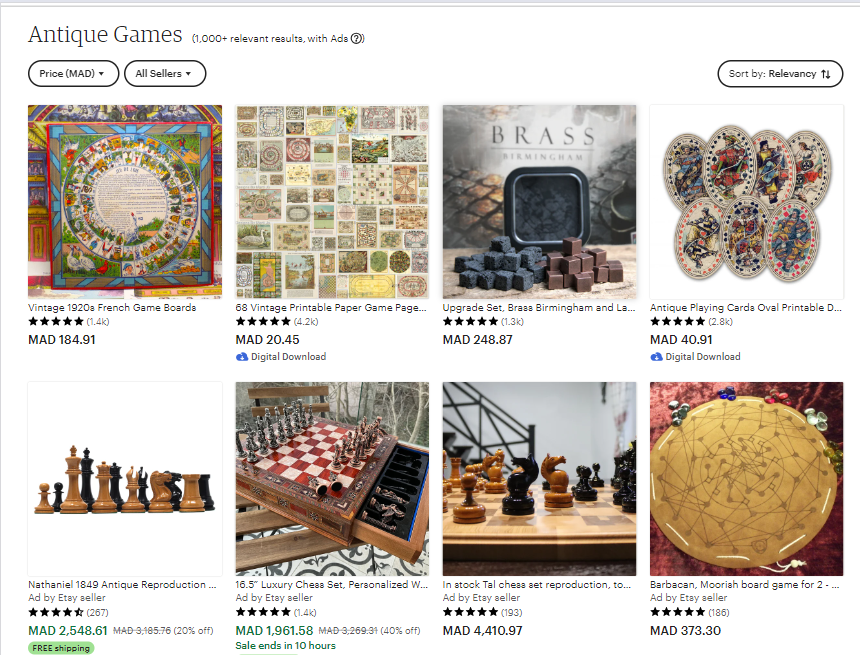 Antique Games (1,000+ relevant results, with Ads ?)
Price (MAD) All Sellers Sort by: Relevancy
BRASS
BIRMINGHAM
Vintage 1920s French Game Boards
(1.4k)
MAD 184.91
68 Vintage Printable Paper Game Page...
(4.2k)
MAD 20.45
Digital Download
Upgrade Set, Brass Birmingham and La...
(1.3k)
MAD 248.87
Antique Playing Cards Oval Printable D...
(2.8k)
MAD 40.91
Digital Download
Nathaniel 1849 Antique Reproduction ...
Ad by Etsy seller
(267)
MAD 2,548.61 MAD 3,185.76 (20% off)
FREE shipping
16.5” Luxury Chess Set, Personalized W...
Ad by Etsy seller
(1.4k)
MAD 1,961.58 MAD 3,269.31 (40% off)
Sale ends in 10 hours
In stock Tal chess set reproduction, to...
Ad by Etsy seller
(193)
MAD 4,410.97
Barbacan, Moorish board game for 2 - ...
Ad by Etsy seller
(186)
MAD 373.30